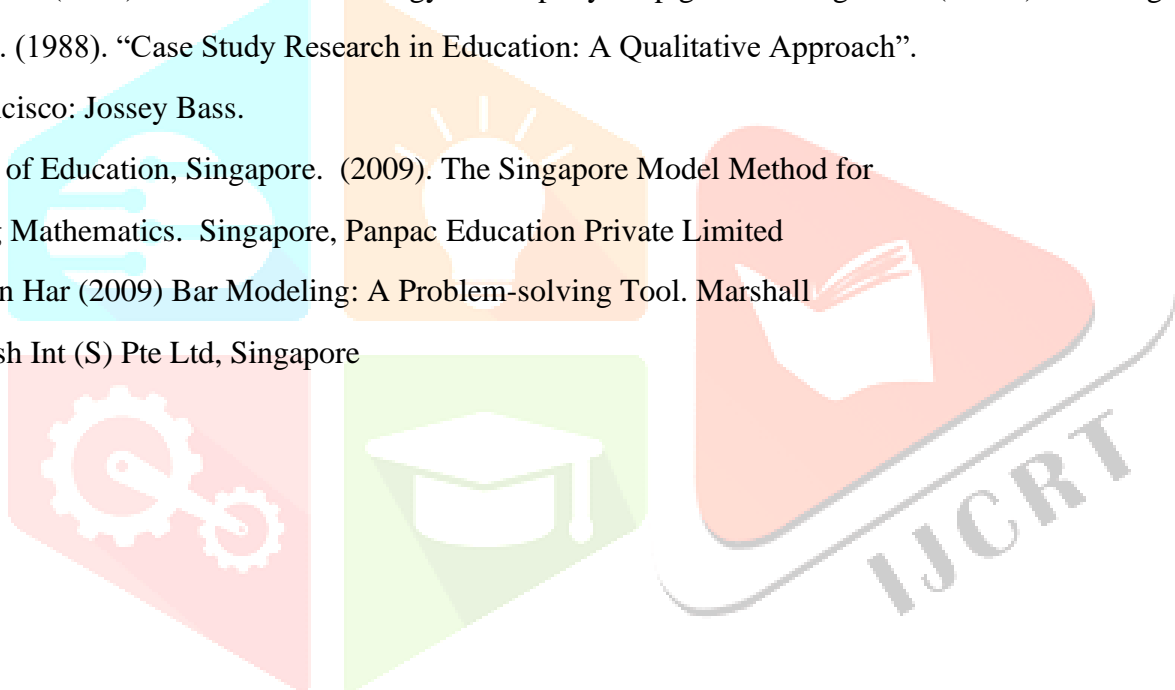 . (1988). “Case Study Research in Education: A Qualitative Approach”.
cisco: Jossey Bass.
of Education, Singapore. (2009). The Singapore Model Method for
Mathematics. Singapore, Panpac Education Private Limited
n Har (2009) Bar Modeling: A Problem-solving Tool. Marshall
sh Int (S) Pte Ltd, Singapore
IJCRT